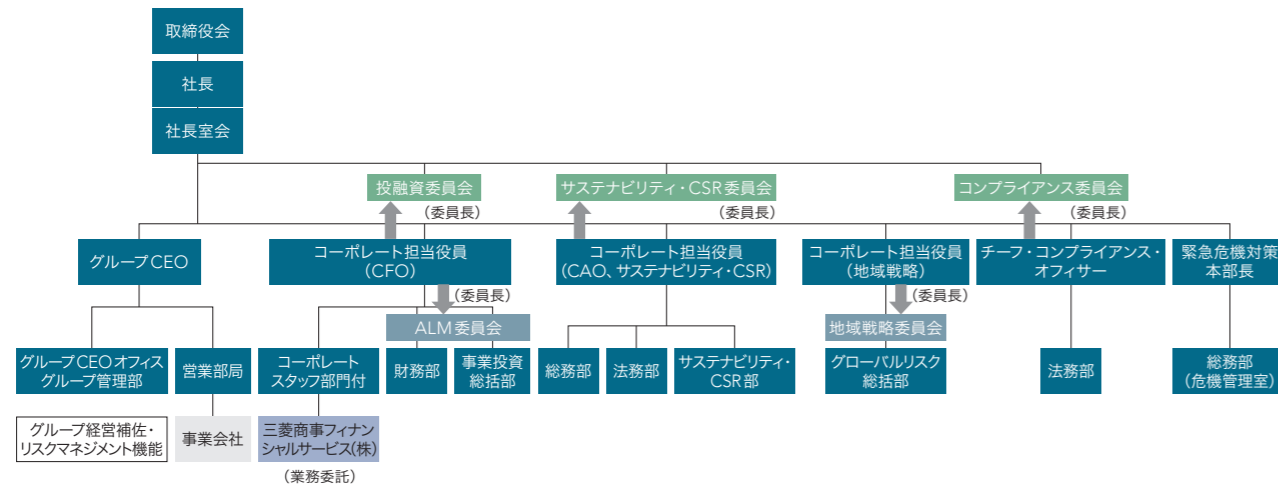 取締役会
社長
社長室会
投融資委員会
サステナビリティ・CSR委員会
コンプライアンス委員会
（委員長）
（委員長）
（委員長）
グループCEO
コーポレート担当役員
（CFO）
コーポレート担当役員
（CAO、サステナビリティ・CSR）
コーポレート担当役員
（地域戦略）
チーフ・コンプライアンス・
オフィサー
緊急危機対策
本部長
（委員長）
（委員長）
ALM委員会
地域戦略委員会
グループCEOオフィス
グループ管理部
営業部局
コーポレート
スタッフ部門付
財務部
事業投資
総括部
総務部
法務部
サステナビリティ・
CSR部
グローバルリスク
総括部
法務部
総務部
（危機管理室）
グループ経営補佐・
リスクマネジメント機能
事業会社
三菱商事フィナン
シャルサービス（株）
（業務委託）